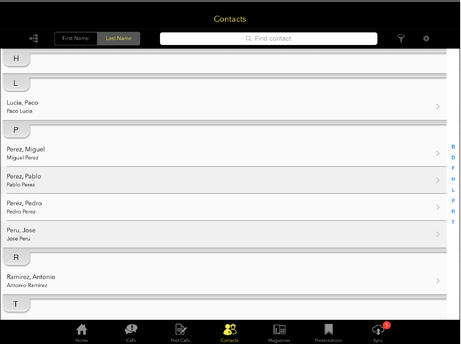 Contacts
First Name Last Name Find contact
H
L
Lucia, Paco
Paco Lucia
P
Perez, Miguel
Miguel Perez
Perez, Pablo
Pablo Perez
Perez, Pedro
Pedro Perez
Peru, Jose
Jose Peru
R
Ramirez, Antonio
Antonio Ramirez
T
B
D
F
H
L
P
R
T
Home Calls Post Calls Contacts Magazines Presentations Sync